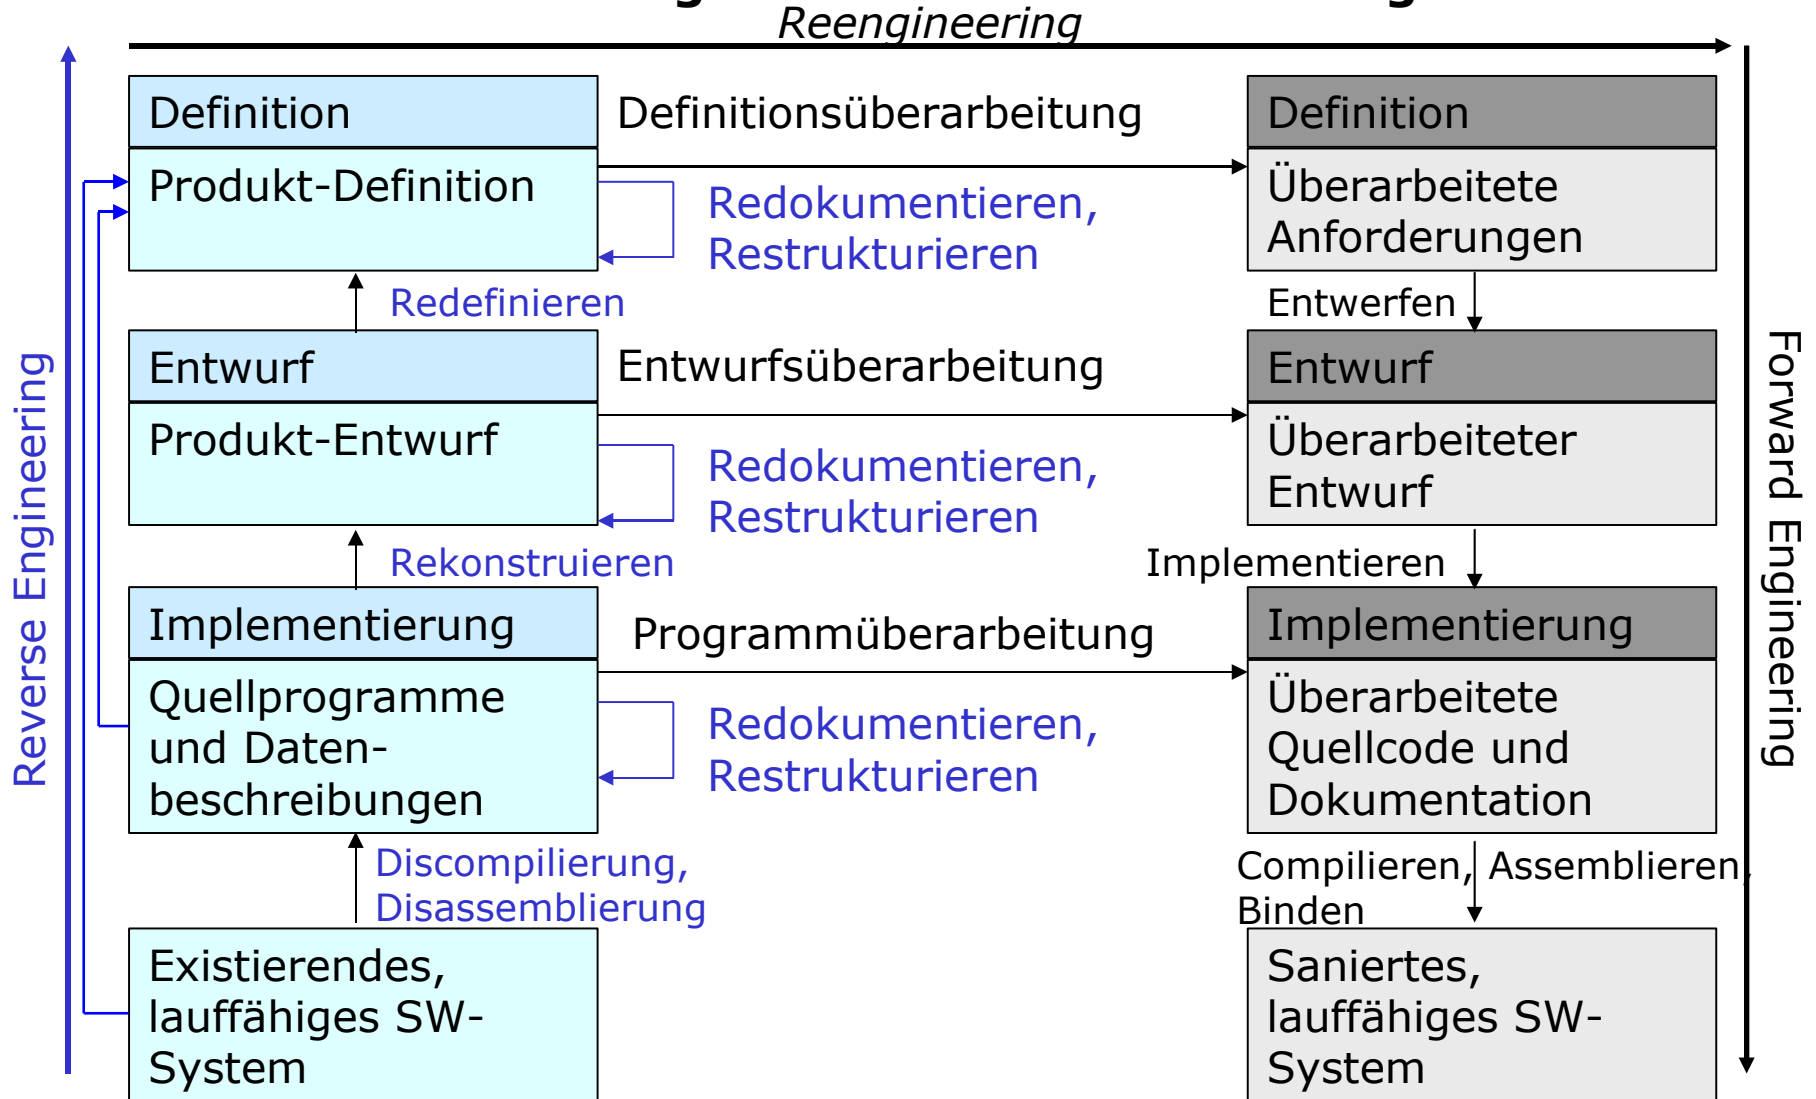 Reengineering
Definition
Definitionsüberarbeitung
Definition
Produkt-Definition
Redokumentieren,
Restrukturieren
Überarbeitete
Anforderungen
Redefinieren
Entwerfen
Entwurf
Entwurfsüberarbeitung
Entwurf
Produkt-Entwurf
Redokumentieren,
Restrukturieren
Überarbeiteter
Entwurf
Rekonstruieren
Implementieren
Implementierung
Programmüberarbeitung
Implementierung
Quellprogramme
und Daten-
beschreibungen
Redokumentieren,
Restrukturieren
Überarbeitete
Quellcode und
Dokumentation
Discompilierung,
Disassemblierung
Compilieren, Assemblieren,
Binden
Existierendes,
lauffähiges SW-
System
Saniertes,
lauffähiges SW-
System
Reverse Engineering
Forward Engineering